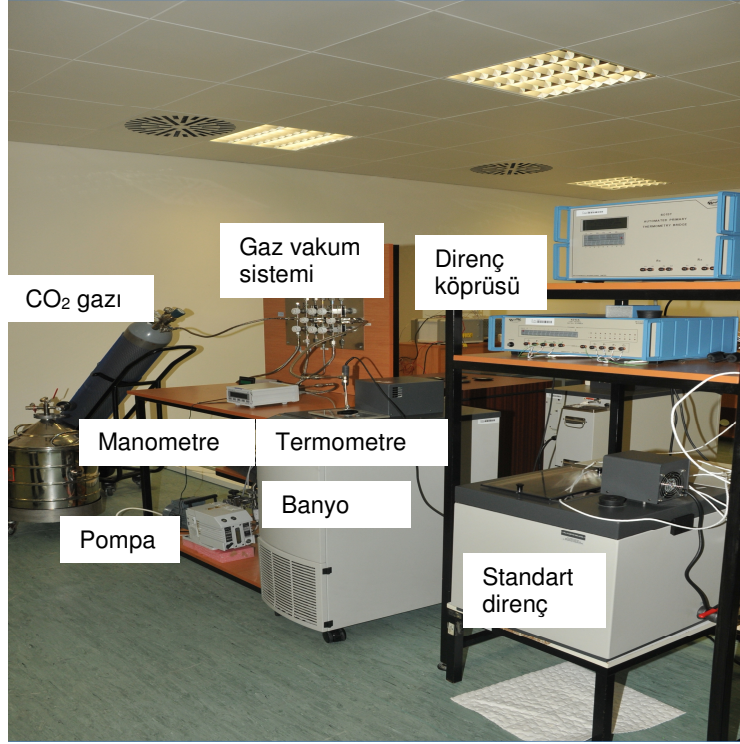 Gaz vakum
sistemi
Direnç
köprüsü
CO₂ gazı
Manometre
Termometre
Banyo
Pompa
Standart
direnç